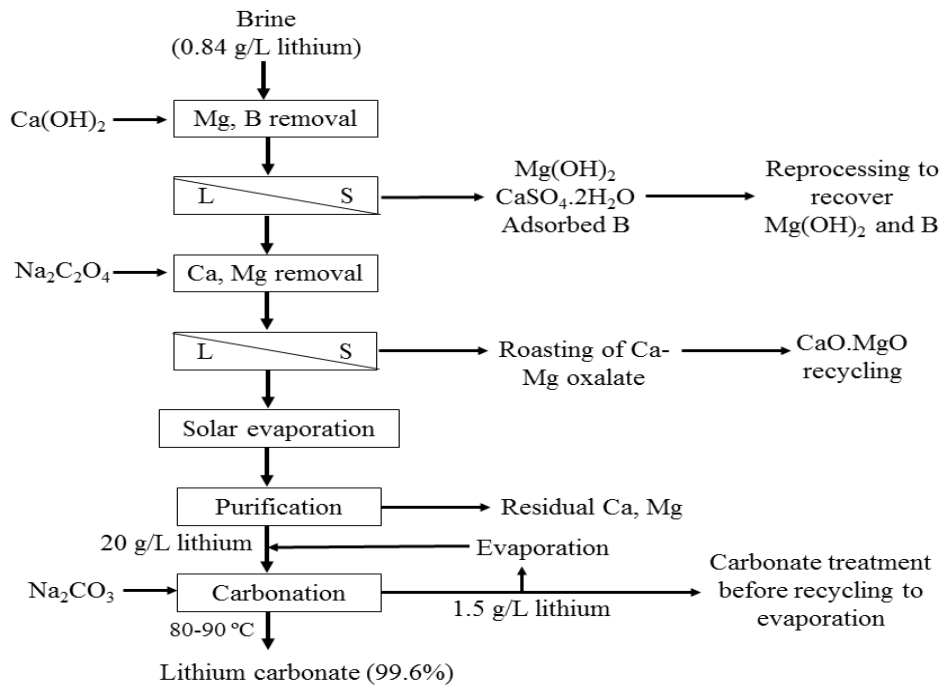 Brine
(0.84 g/L lithium)
Ca(OH)₂
Mg, B removal
L
S
Mg(OH)₂
CaSO₄.2H₂O
Adsorbed B
Reprocessing to
recover
Mg(OH)₂ and B
Na₂C₂O₄
Ca, Mg removal
L
S
Roasting of Ca-
Mg oxalate
CaO.MgO
recycling
Solar evaporation
Purification
Residual Ca, Mg
20 g/L lithium
Evaporation
Na₂CO₃
Carbonation
1.5 g/L lithium
Carbonate treatment
before recycling to
evaporation
80-90 ºC
Lithium carbonate (99.6%)